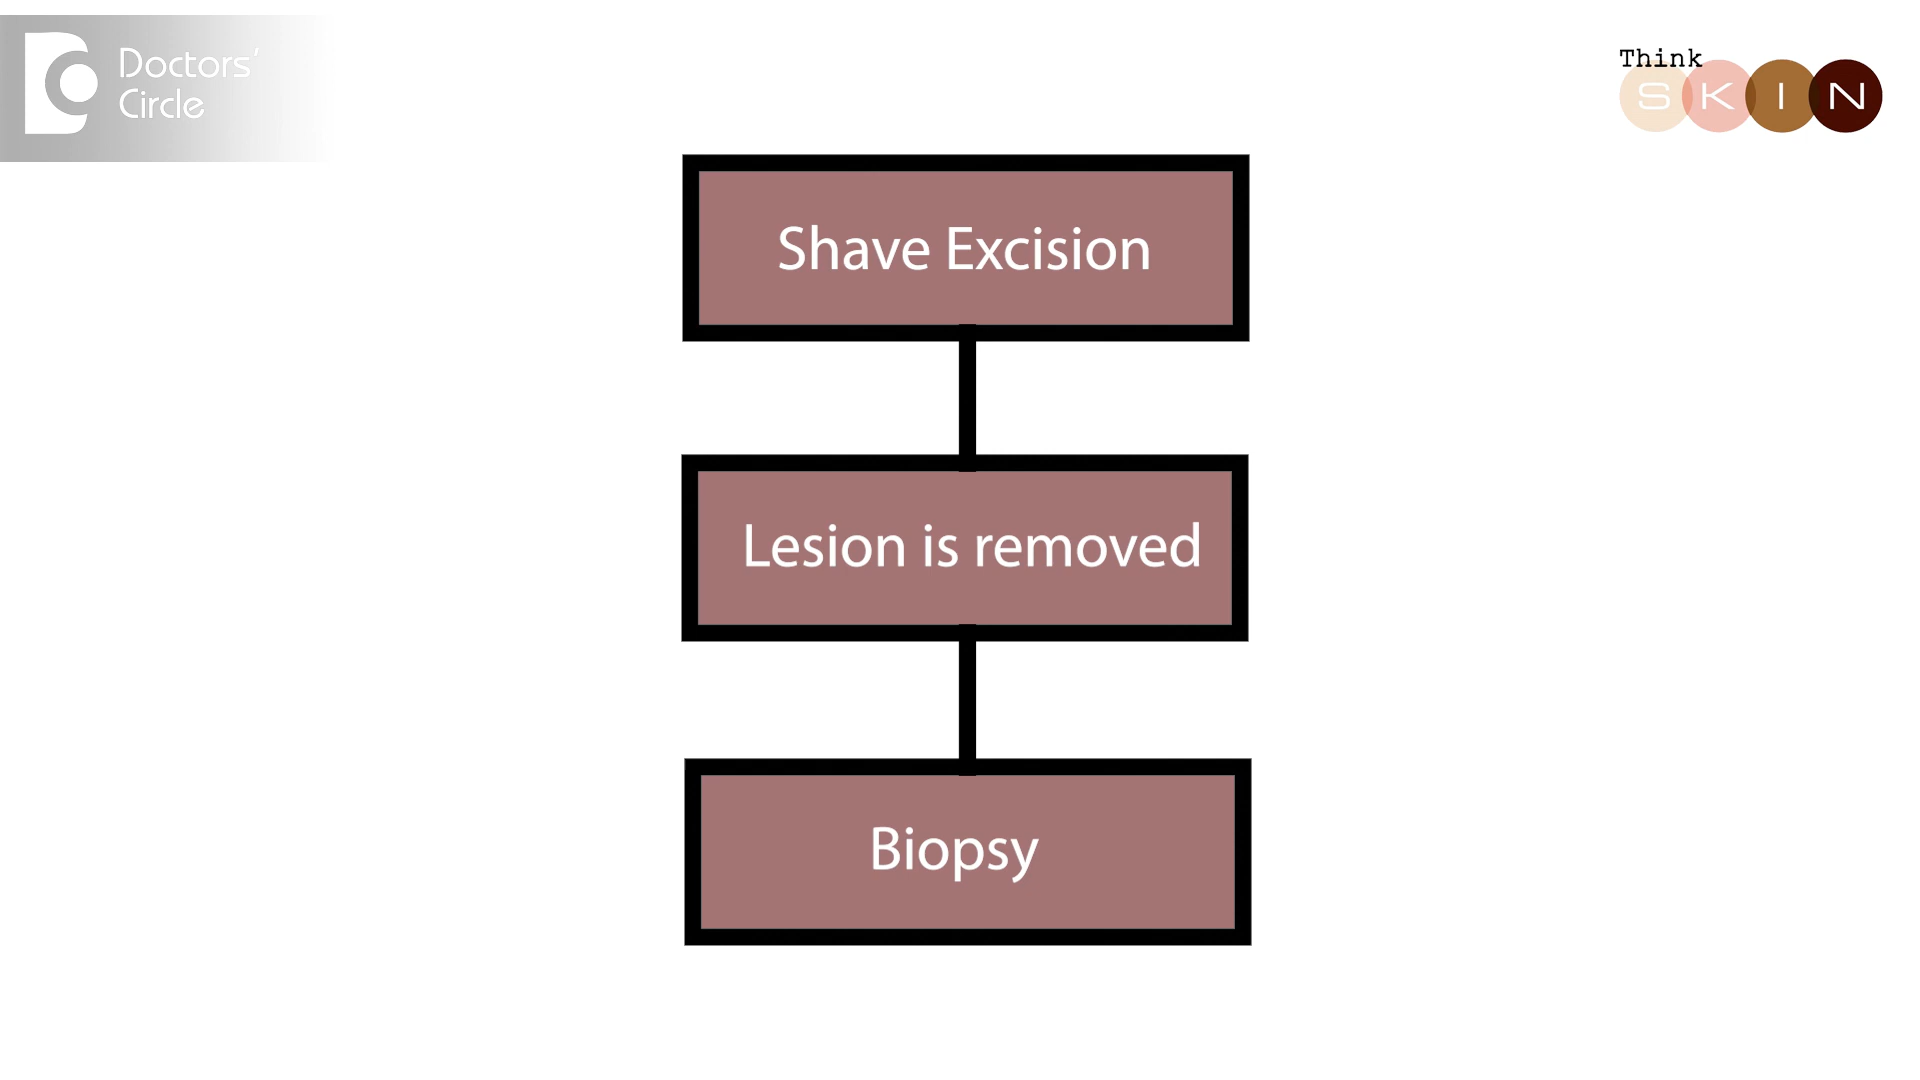 Doctors'
Circle
Think
SKIN
Shave Excision
Lesion is removed
Biopsy